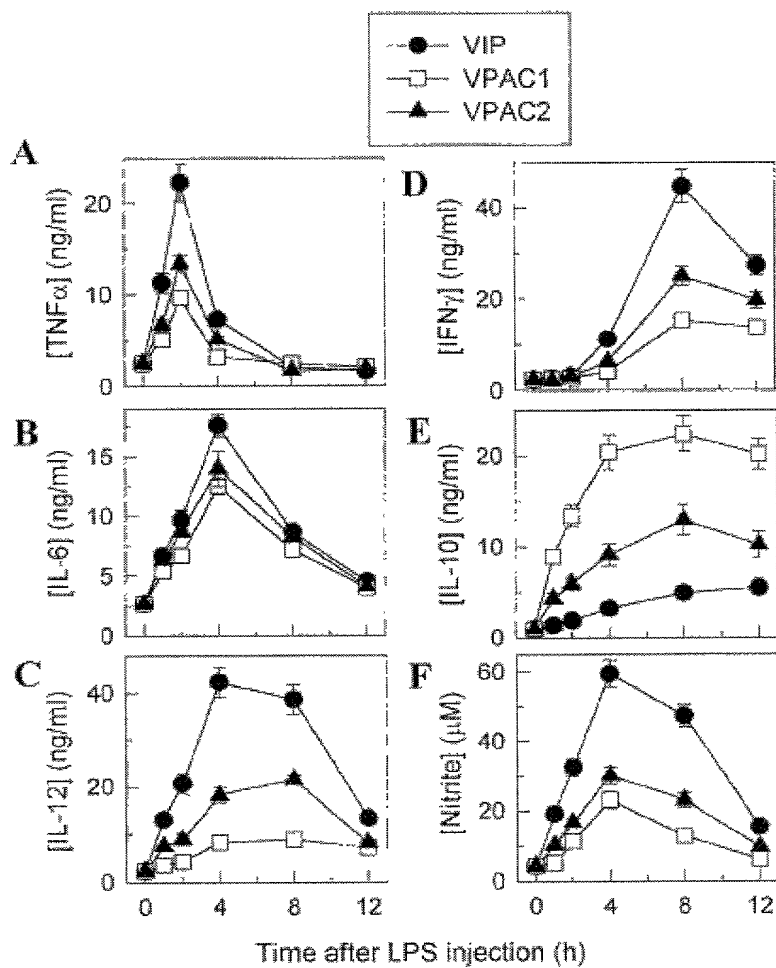 VIP
VPAC1
VPAC2
A
[TNFα] (ng/ml)
20
10
0
D
[IFNγ] (ng/ml)
40
20
0
B
[IL-6] (ng/ml)
15
10
5
0
E
[IL-10] (ng/ml)
20
10
0
C
[IL-12] (ng/ml)
40
20
0
0 4 8 12
F
[Nitrite] (µM)
60
40
20
0
0 4 8 12
Time after LPS injection (h)